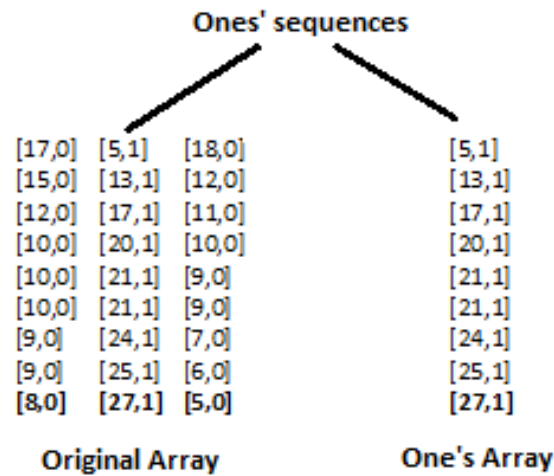 Ones' sequences
[17,0] [5,1] [18,0] [5,1]
[15,0] [13,1] [12,0] [13,1]
[12,0] [17,1] [11,0] [17,1]
[10,0] [20,1] [10,0] [20,1]
[10,0] [21,1] [9,0] [21,1]
[10,0] [21,1] [9,0] [21,1]
[9,0] [24,1] [7,0] [24,1]
[9,0] [25,1] [6,0] [25,1]
[8,0] [27,1] [5,0] [27,1]
Original Array One's Array